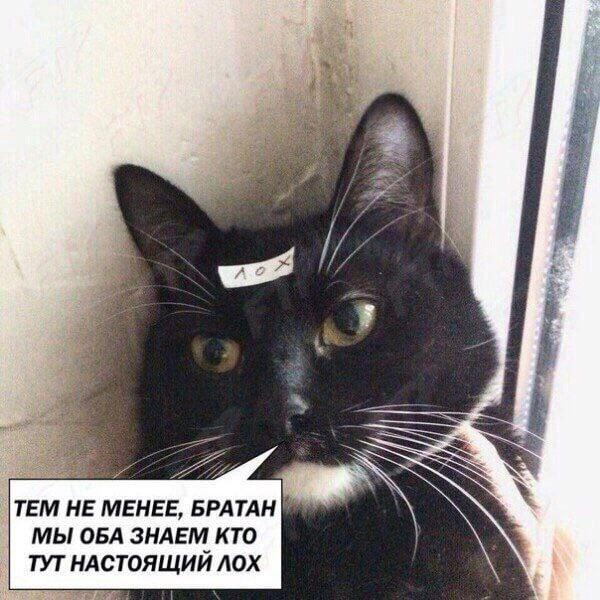 ЛОХ
ТЕМ НЕ МЕНЕЕ, БРАТАН
МЫ ОБА ЗНАЕМ КТО
ТУТ НАСТОЯЩИЙ ЛОХ